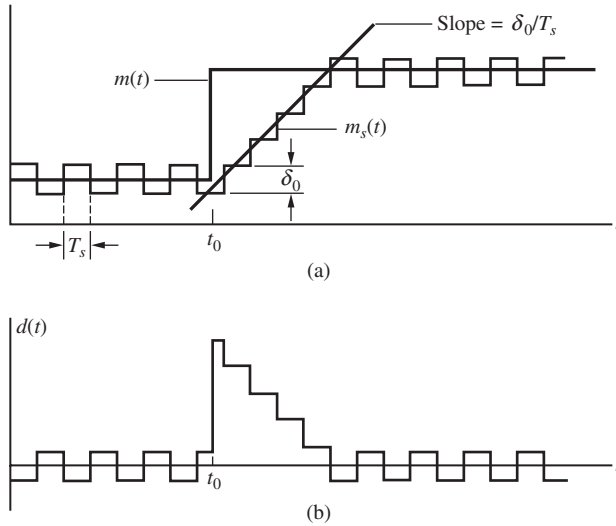 Slope = δ₀/Tₛ
m(t)
mₛ(t)
δ₀
Tₛ
t₀
(a)
d(t)
t₀
(b)